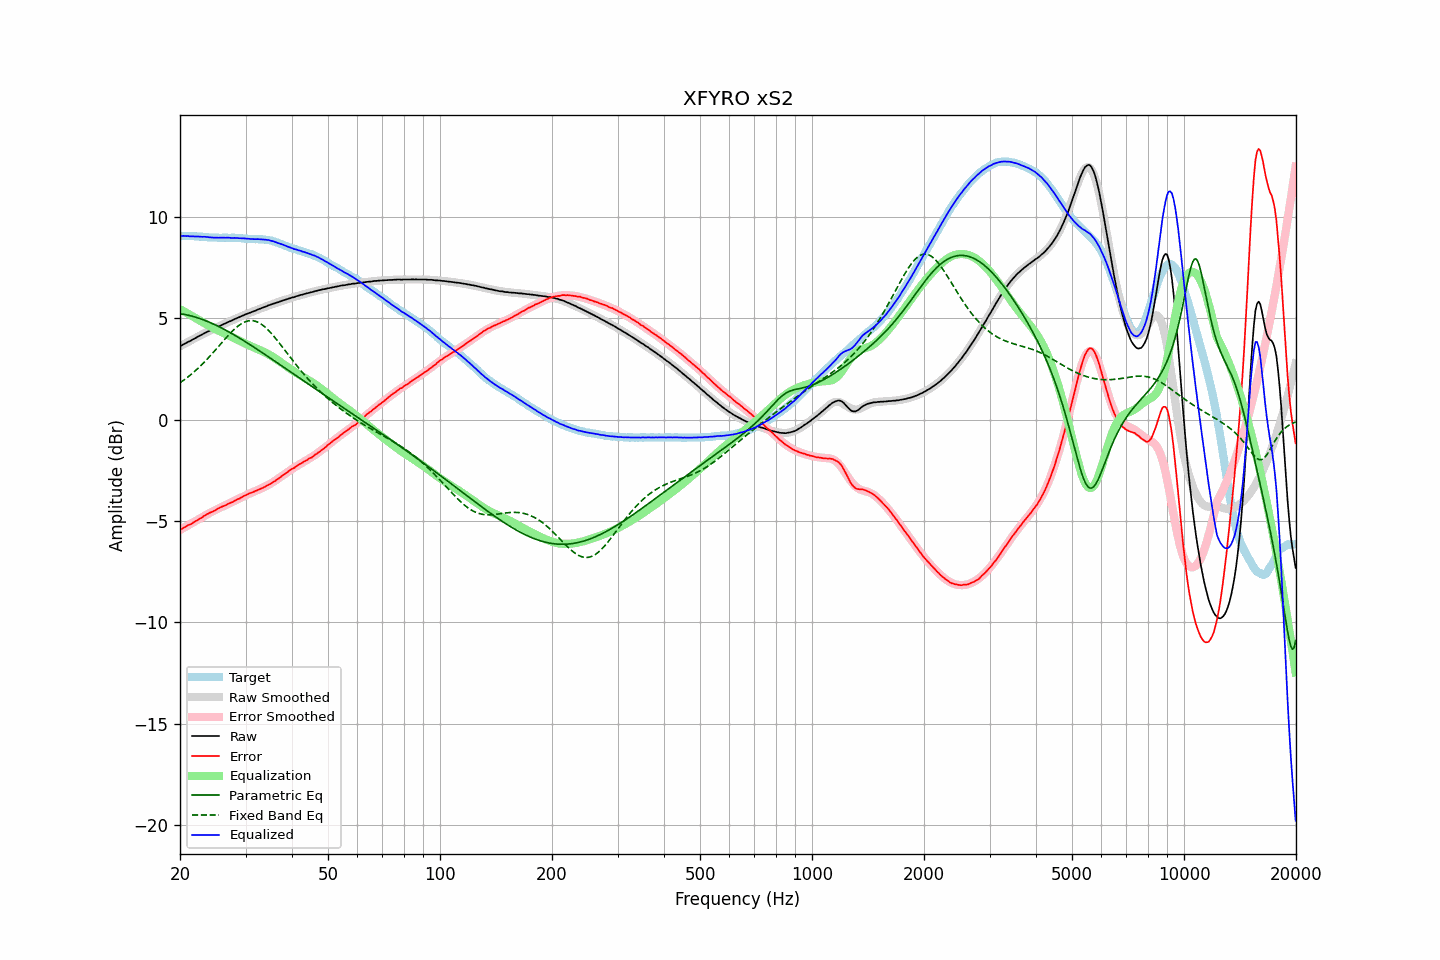 XFYRO xS2
Amplitude (dBr)
10
5
0
−5
−10
−15
−20
Target
Raw Smoothed
Error Smoothed
Raw
Error
Equalization
Parametric Eq
Fixed Band Eq
Equalized
20 50 100 200 500 1000 2000 5000 10000 20000
Frequency (Hz)